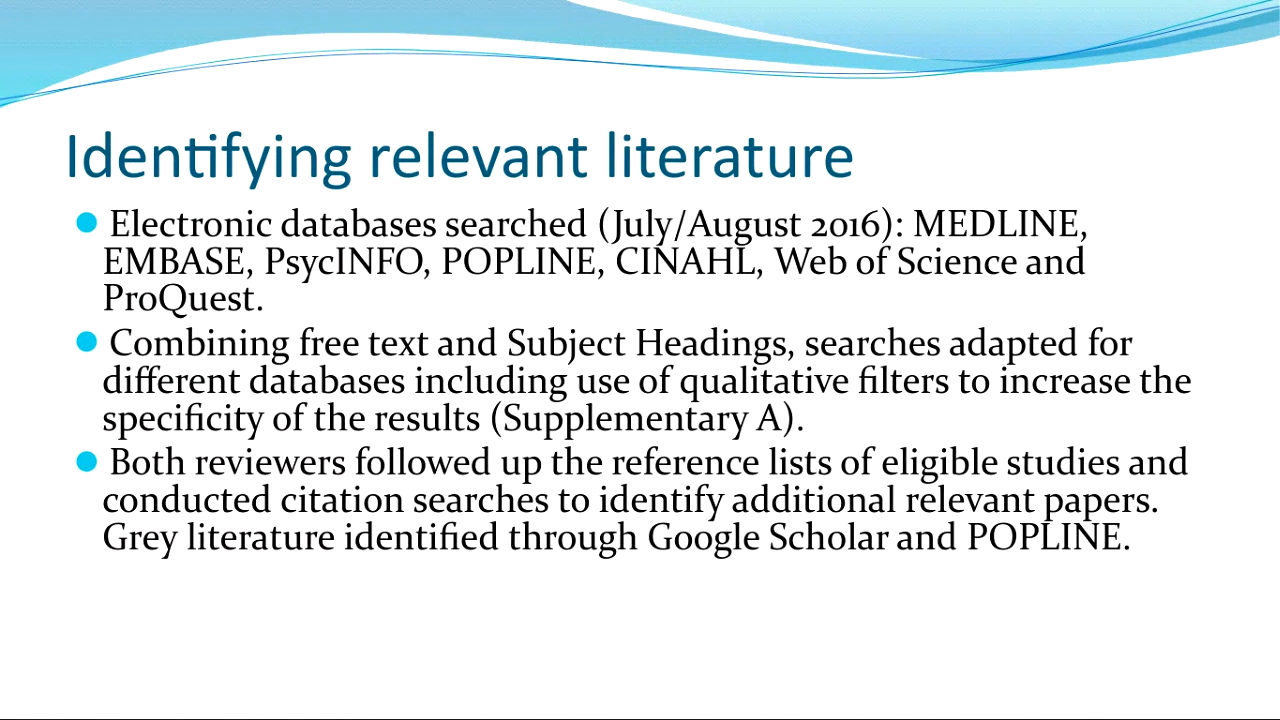 Identifying relevant literature
Electronic databases searched (July/August 2016): MEDLINE,
EMBASE, PsycINFO, POPLINE, CINAHL, Web of Science and
ProQuest.
Combining free text and Subject Headings, searches adapted for
different databases including use of qualitative filters to increase the
specificity of the results (Supplementary A).
Both reviewers followed up the reference lists of eligible studies and
conducted citation searches to identify additional relevant papers.
Grey literature identified through Google Scholar and POPLINE.